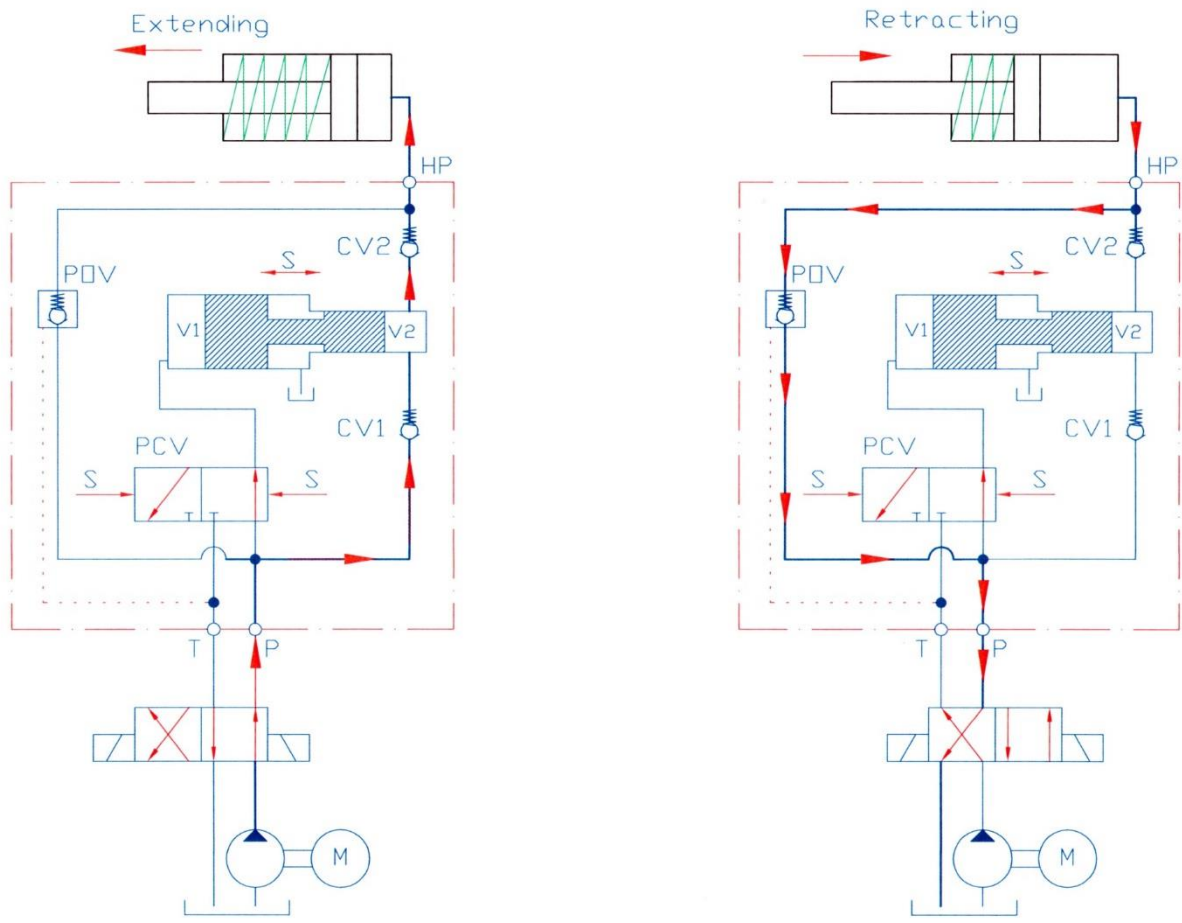 Extending
HP
CV2
S
POV
V1
V2
CV1
PCV
S
S
T
P
M
Retracting
HP
CV2
S
POV
V1
V2
CV1
PCV
S
S
T
P
M